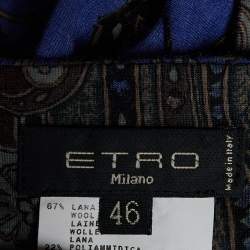 ETRO
Milano
Made in Italy
46
67% LANA
WOOL
LAINE
WOLLE
LANA